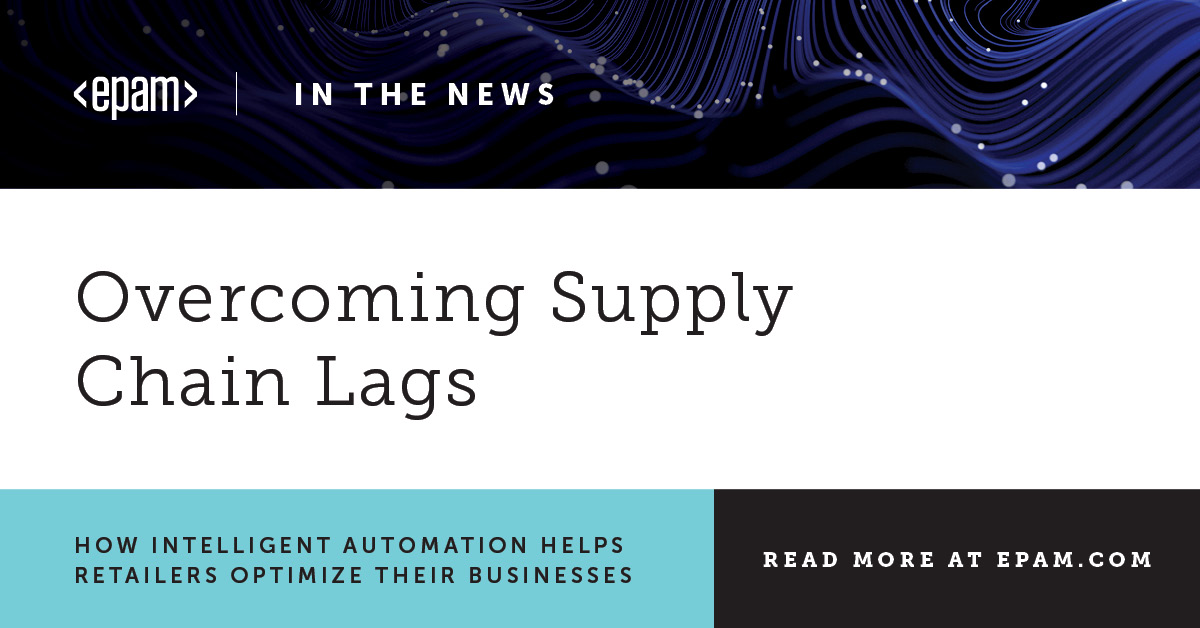 <epam> | IN THE NEWS
Overcoming Supply
Chain Lags
HOW INTELLIGENT AUTOMATION HELPS
RETAILERS OPTIMIZE THEIR BUSINESSES
READ MORE AT EPAM.COM